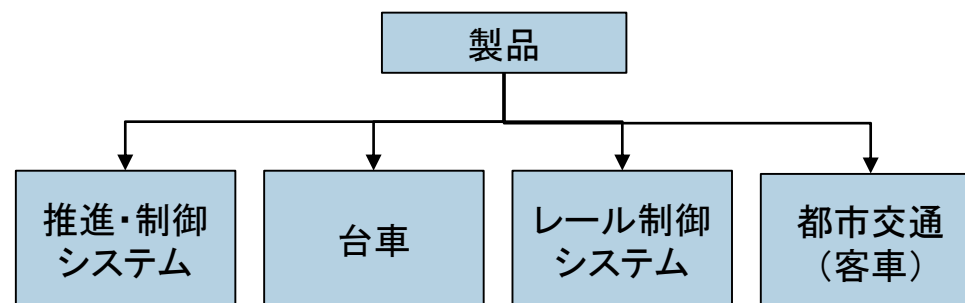 製品
推進・制御
システム
台車
レール制御
システム
都市交通
（客車）